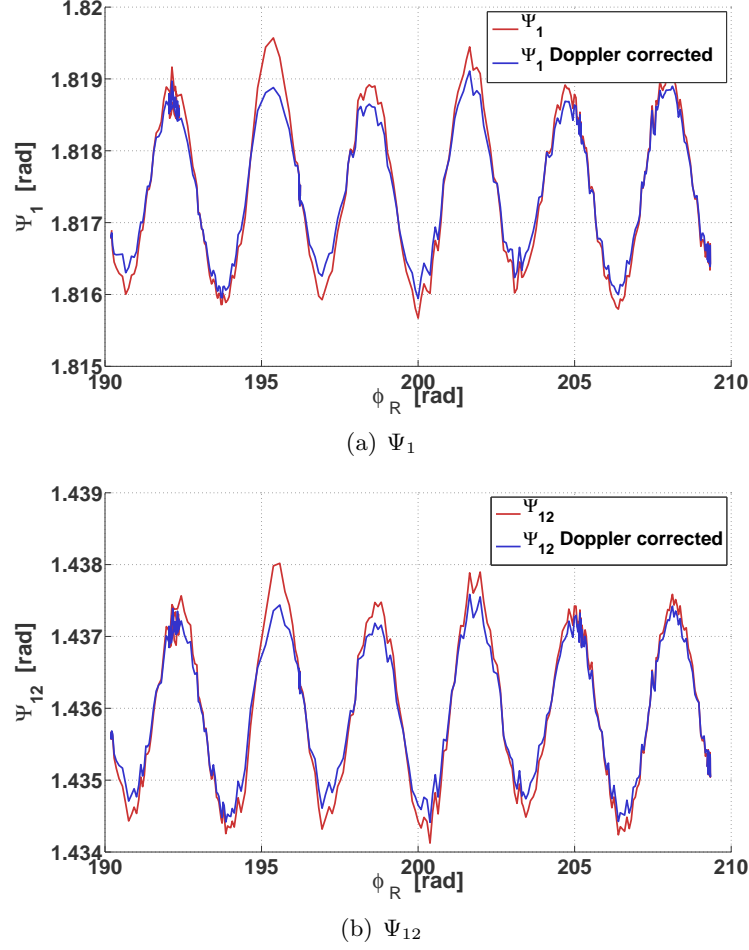 1.82
1.819
1.818
1.817
1.816
1.815
Ψ1 [rad]
Ψ1
Ψ1 Doppler corrected
190 195 200 205 210
ϕR [rad]
(a) Ψ1
1.439
1.438
1.437
1.436
1.435
1.434
Ψ12 [rad]
Ψ12
Ψ12 Doppler corrected
190 195 200 205 210
ϕR [rad]
(b) Ψ12